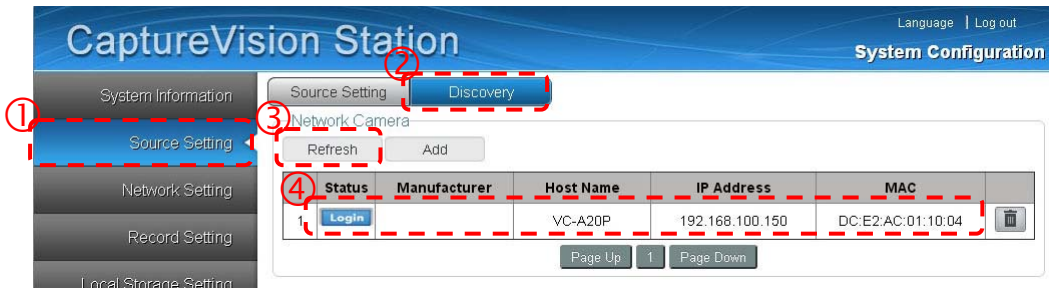 Language | Log out
CaptureVision Station
System Configuration
② 
System Information
Source Setting Discovery
①
③
Network Camera
Source Setting
Refresh Add
④
Status Manufacturer Host Name IP Address MAC
Network Setting
1 Login VC-A20P 192.168.100.150 DC:E2:AC:01:10:04
Record Setting
Page Up 1 Page Down
Local Storage Setting